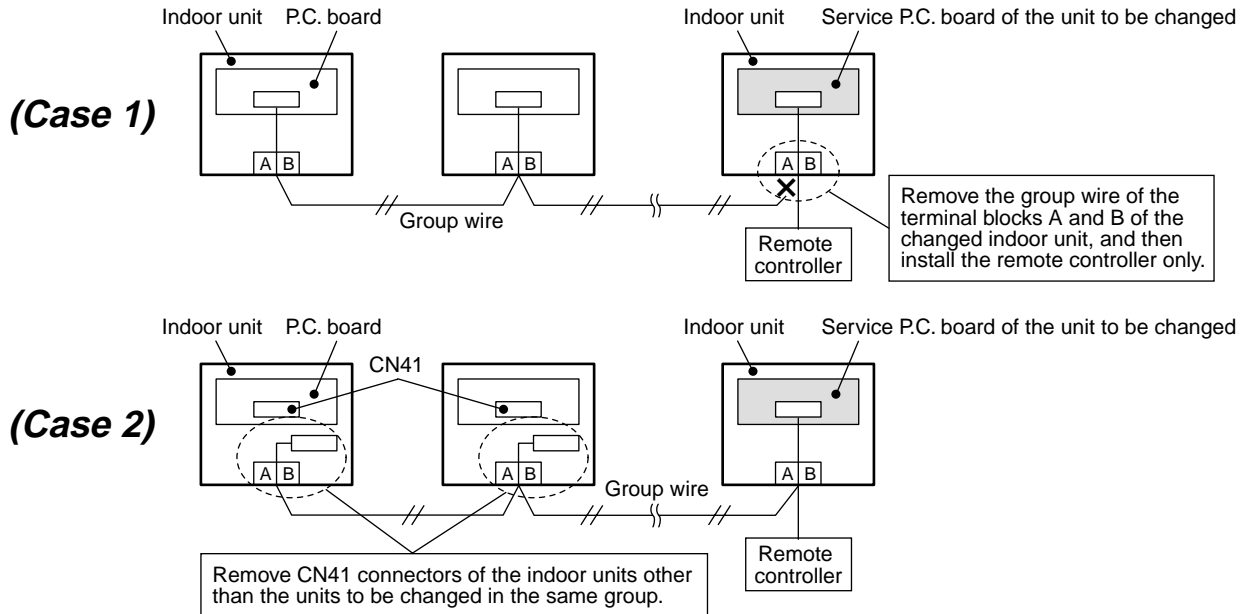 Indoor unit P.C. board
Indoor unit Service P.C. board of the unit to be changed
(Case 1)
A B
A B
A B
Group wire
Remote
controller
Remove the group wire of the
terminal blocks A and B of the
changed indoor unit, and then
install the remote controller only.
Indoor unit P.C. board
Indoor unit Service P.C. board of the unit to be changed
CN41
(Case 2)
A B
A B
A B
Group wire
Remote
controller
Remove CN41 connectors of the indoor units other
than the units to be changed in the same group.